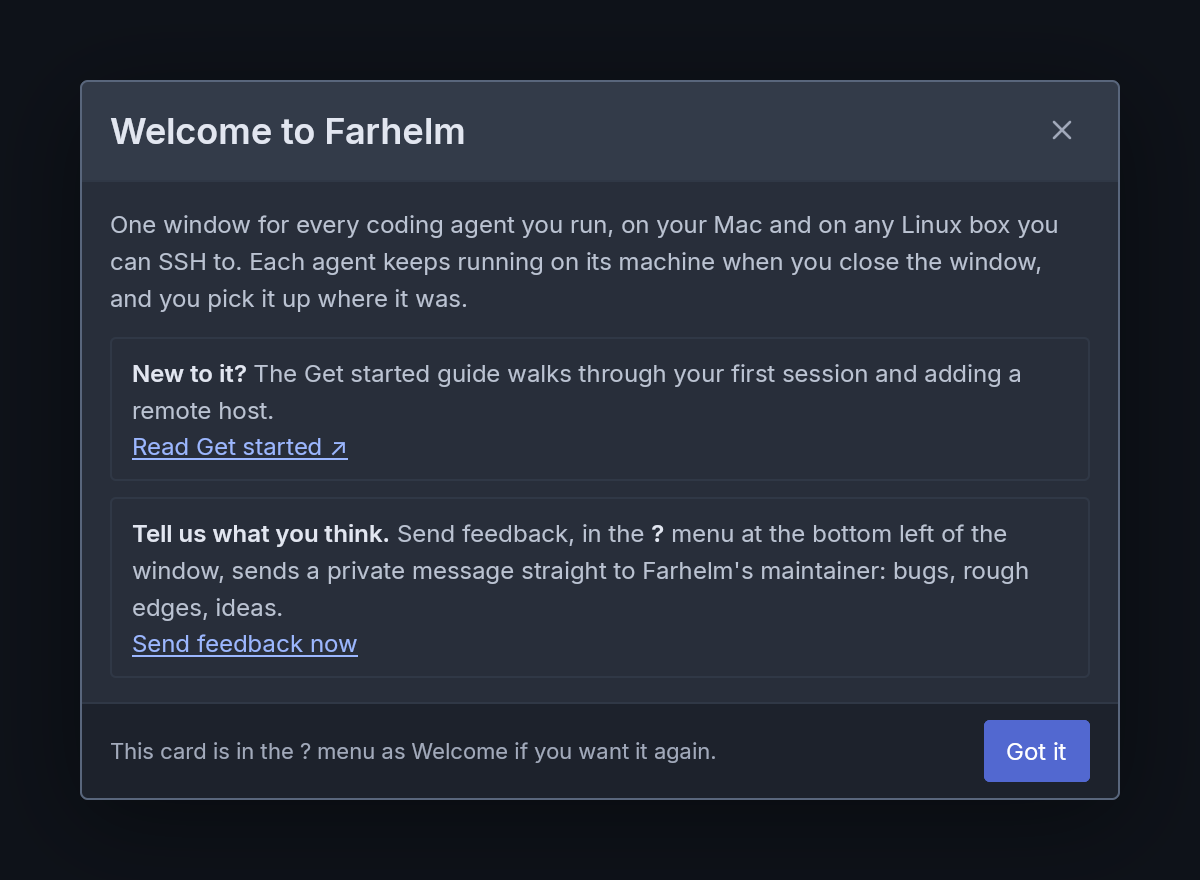 Welcome to Farhelm
One window for every coding agent you run, on your Mac and on any Linux box you
can SSH to. Each agent keeps running on its machine when you close the window,
and you pick it up where it was.
New to it? The Get started guide walks through your first session and adding a
remote host.
Read Get started ↗
Tell us what you think. Send feedback, in the ? menu at the bottom left of the
window, sends a private message straight to Farhelm's maintainer: bugs, rough
edges, ideas.
Send feedback now
This card is in the ? menu as Welcome if you want it again.
Got it